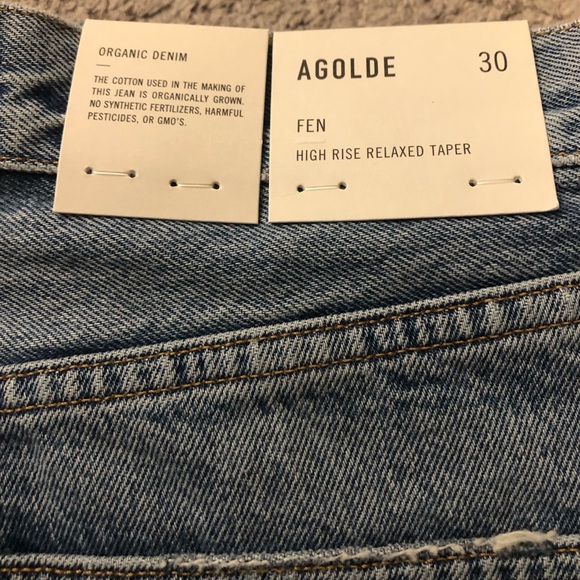 ORGANIC DENIM
THE COTTON USED IN THE MAKING OF
THIS JEAN IS ORGANICALLY GROWN.
NO SYNTHETIC FERTILIZERS, HARMFUL
PESTICIDES, OR GMO'S.
AGOLDE 30
FEN
HIGH RISE RELAXED TAPER